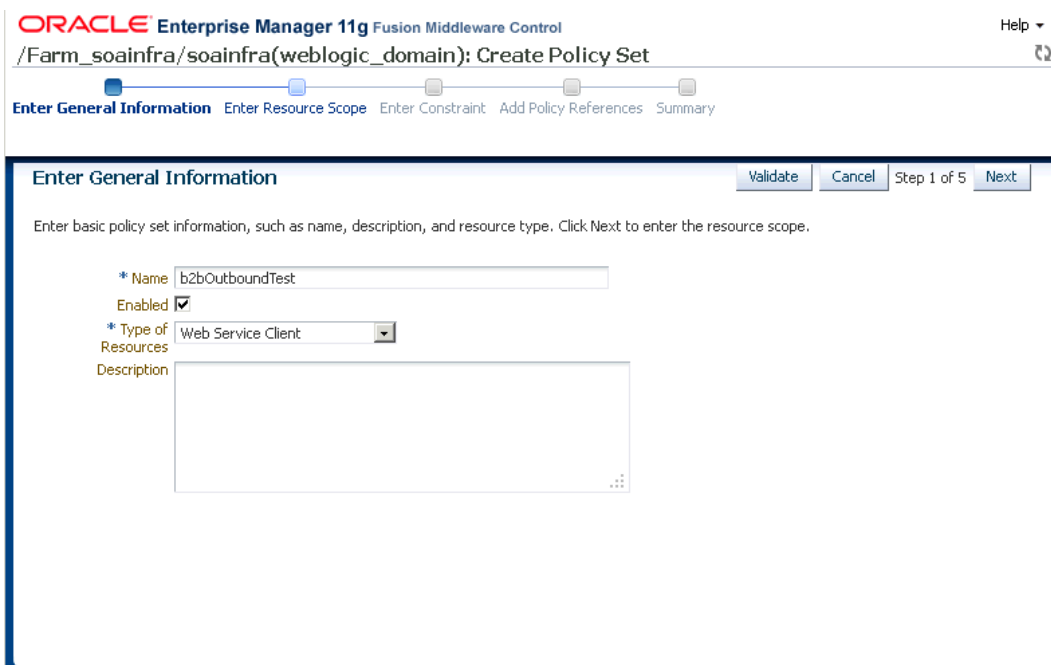 ORACLE Enterprise Manager 11g Fusion Middleware Control
Help
/Farm_soainfra/soainfra(weblogic_domain): Create Policy Set
Enter General Information Enter Resource Scope Enter Constraint Add Policy References Summary
Enter General Information
Validate Cancel Step 1 of 5 Next
Enter basic policy set information, such as name, description, and resource type. Click Next to enter the resource scope.
* Name b2bOutboundTest
Enabled
* Type of Resources Web Service Client
Description